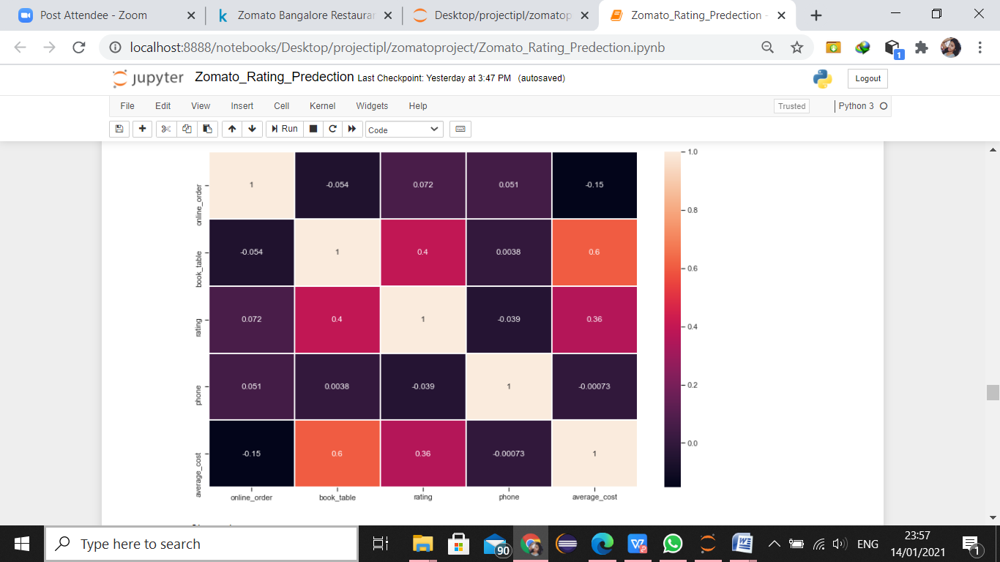 Post Attendee - Zoom
Zomato Bangalore Restauran
Desktop/projectipl/zomatop
Zomato_Rating_Predection -
localhost:8888/notebooks/Desktop/projectipl/zomatoproject/Zomato_Rating_Predection.ipynb
1
jupyter Zomato_Rating_Predection Last Checkpoint: Yesterday at 3:47 PM (autosaved)
Logout
File Edit View Insert Cell Kernel Widgets Help
Trusted
Python 3
Run
Code
online_order 1 -0.054 0.072 0.051 -0.15
book_table -0.054 1 0.4 0.0038 0.6
rating 0.072 0.4 1 -0.039 0.36
phone 0.051 0.0038 -0.039 1 -0.00073
average_cost -0.15 0.6 0.36 -0.00073 1
online_order book_table rating phone average_cost
1.0
0.8
0.6
0.4
0.2
0.0
Type here to search
90
ENG
23:57
14/01/2021
1